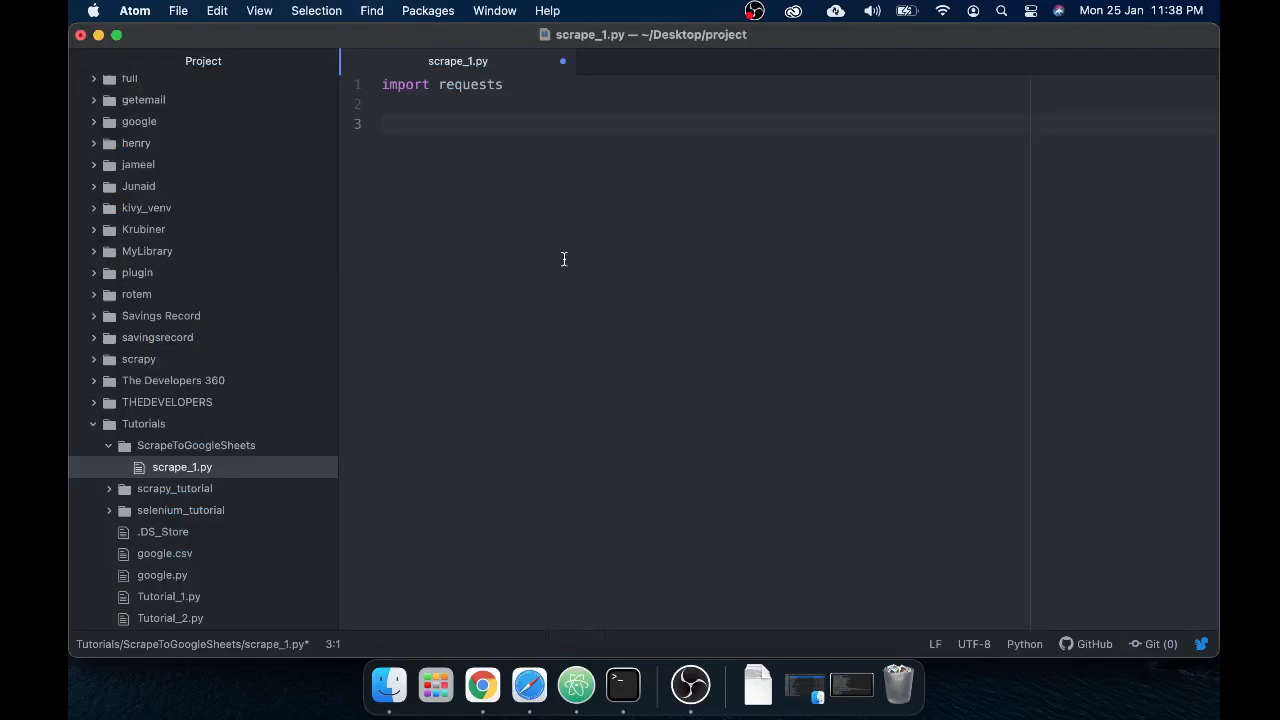 Atom File Edit View Selection Find Packages Window Help Mon 25 Jan 11:38 PM
scrape_1.py — ~/Desktop/project
Project
scrape_1.py
full
getemail
google
henry
jameel
Junaid
kivy_venv
Krubiner
MyLibrary
plugin
rotem
Savings Record
savingsrecord
scrapy
The Developers 360
THEDEVELOPERS
Tutorials
ScrapeToGoogleSheets
scrape_1.py
scrapy_tutorial
selenium_tutorial
.DS_Store
google.csv
google.py
Tutorial_1.py
Tutorial_2.py
1 import requests
2
3
Tutorials/ScrapeToGoogleSheets/scrape_1.py* 3:1 LF UTF-8 Python GitHub Git (0)